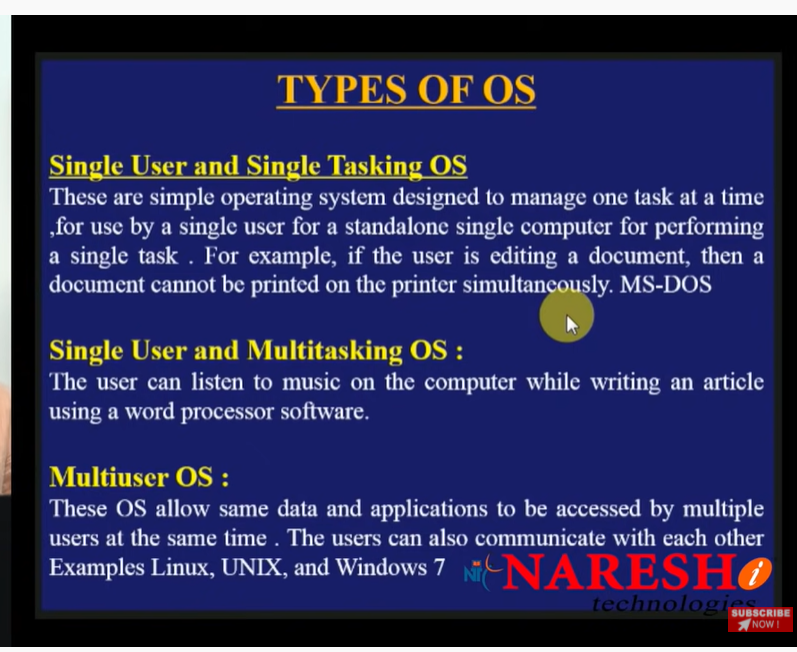 TYPES OF OS
Single User and Single Tasking OS
These are simple operating system designed to manage one task at a time
,for use by a single user for a standalone single computer for performing
a single task . For example, if the user is editing a document, then a
document cannot be printed on the printer simultaneously. MS-DOS
Single User and Multitasking OS :
The user can listen to music on the computer while writing an article
using a word processor software.
Multiuser OS :
These OS allow same data and applications to be accessed by multiple
users at the same time . The users can also communicate with each other
Examples Linux, UNIX, and Windows 7
NiT NARESH i
technologies
SUBSCRIBE
NOW !